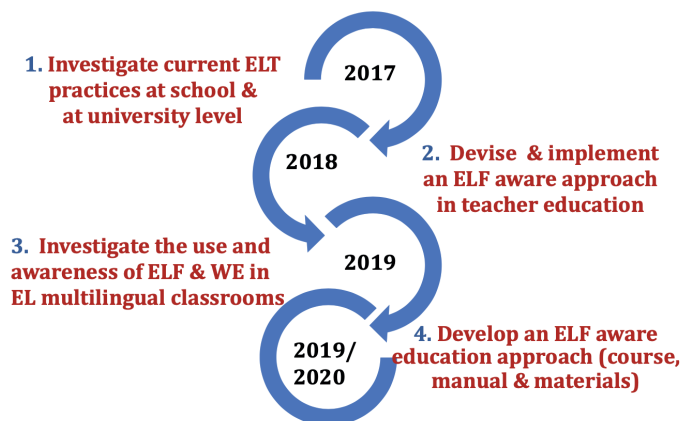 1. Investigate current ELT
practices at school &
at university level
2017
2018
2. Devise & implement
an ELF aware approach
in teacher education
3. Investigate the use and
awareness of ELF & WE in
EL multilingual classrooms
2019
2019/
2020
4. Develop an ELF aware
education approach (course,
manual & materials)